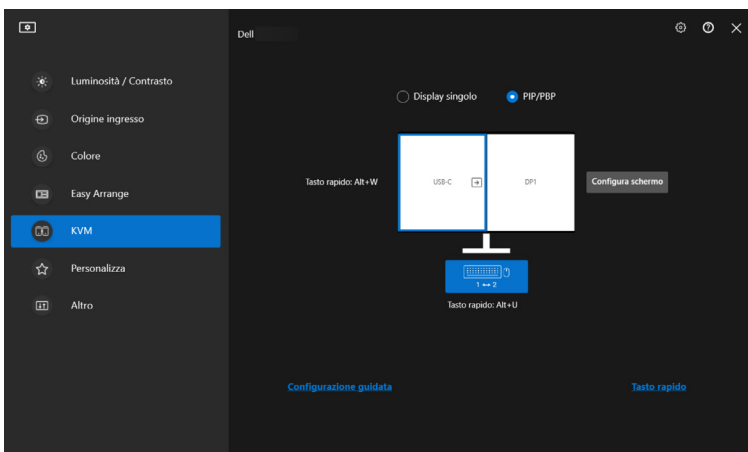 Dell
Luminosità / Contrasto
Origine ingresso
Colore
Easy Arrange
KVM
Personalizza
Altro
Display singolo
PIP/PBP
Tasto rapido: Alt+W
USB-C
DP1
Configura schermo
1 ↔ 2
Tasto rapido: Alt+U
Configurazione guidata
Tasto rapido